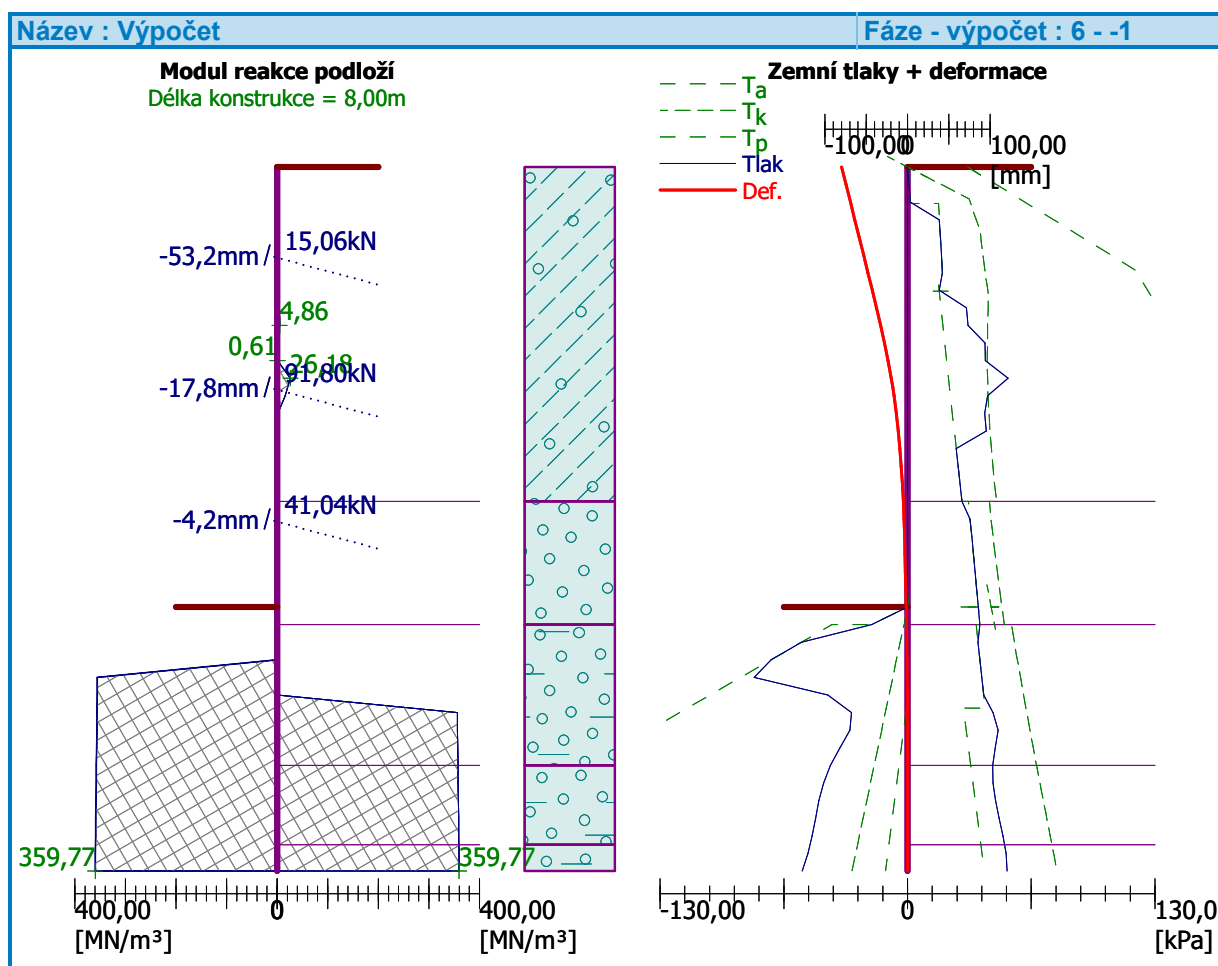 Název : Výpočet
Fáze - výpočet : 6 - -1
Modul reakce podloží
Délka konstrukce = 8,00m
Zemní tlaky + deformace
Ta
Tk
Tp
Tlak
Def.
-100,00
0
100,00
[mm]
-53,2mm /
15,06kN
4,86
0,61
26,18
-17,8mm /
91,80kN
-4,2mm /
41,04kN
359,77
359,77
400,00
0
400,00
[MN/m³]
[MN/m³]
-130,00
0
130,0
[kPa]